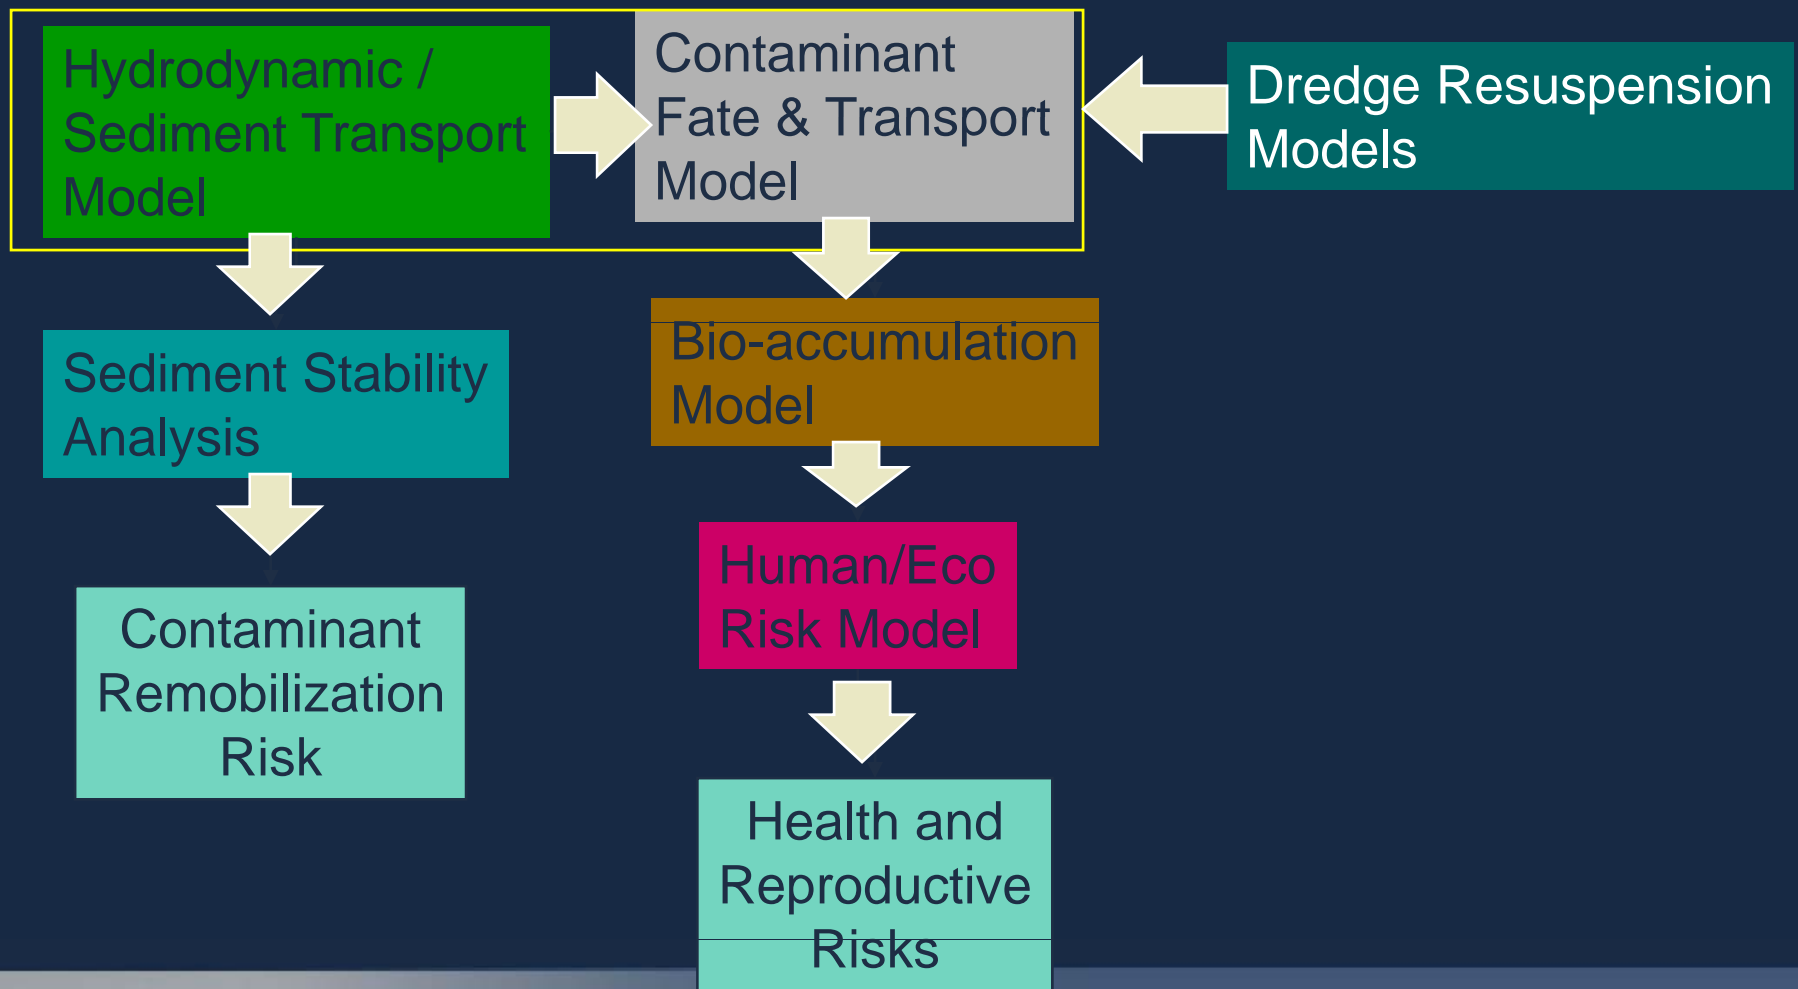 Hydrodynamic /
Sediment Transport
Model
Contaminant
Fate & Transport
Model
Dredge Resuspension
Models
Sediment Stability
Analysis
Bio-accumulation
Model
Contaminant
Remobilization
Risk
Human/Eco
Risk Model
Health and
Reproductive
Risks